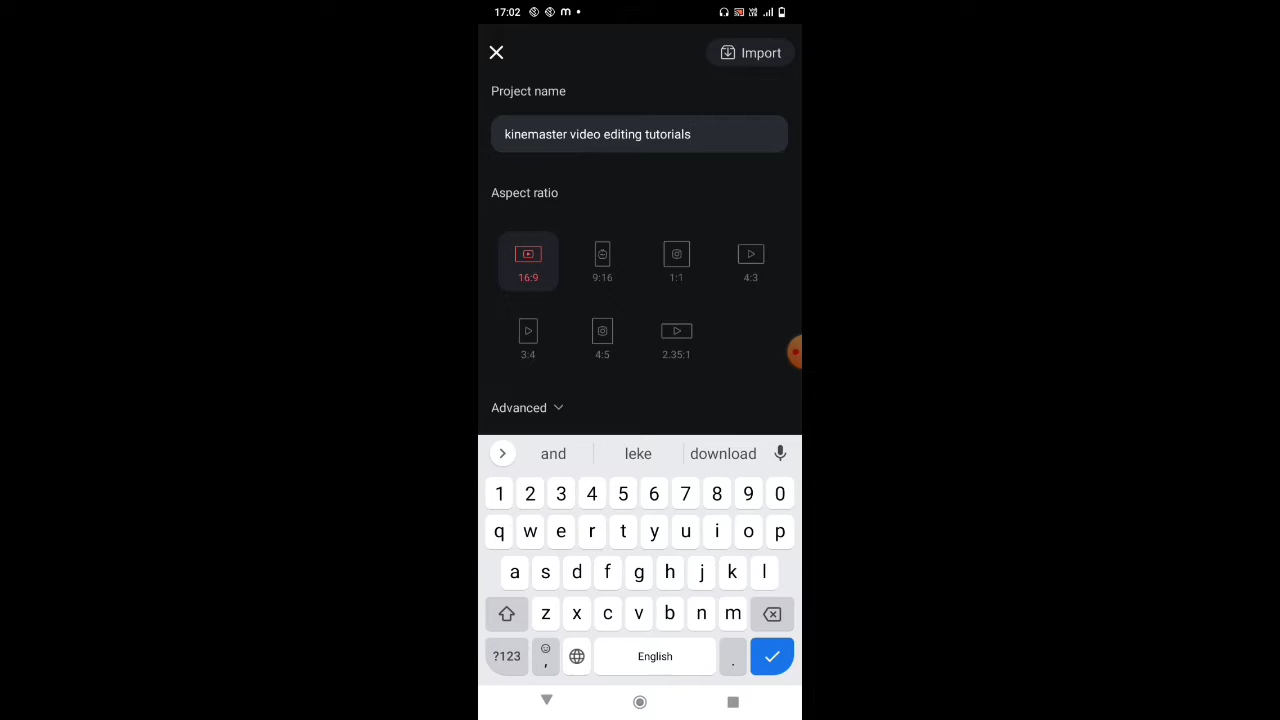 17:02
Import
Project name
kinemaster video editing tutorials
Aspect ratio
16:9 9:16 1:1 4:3
3:4 4:5 2.35:1
Advanced
and leke download
1 2 3 4 5 6 7 8 9 0
q w e r t y u i o p
a s d f g h j k l
z x c v b n m
?123 , English .